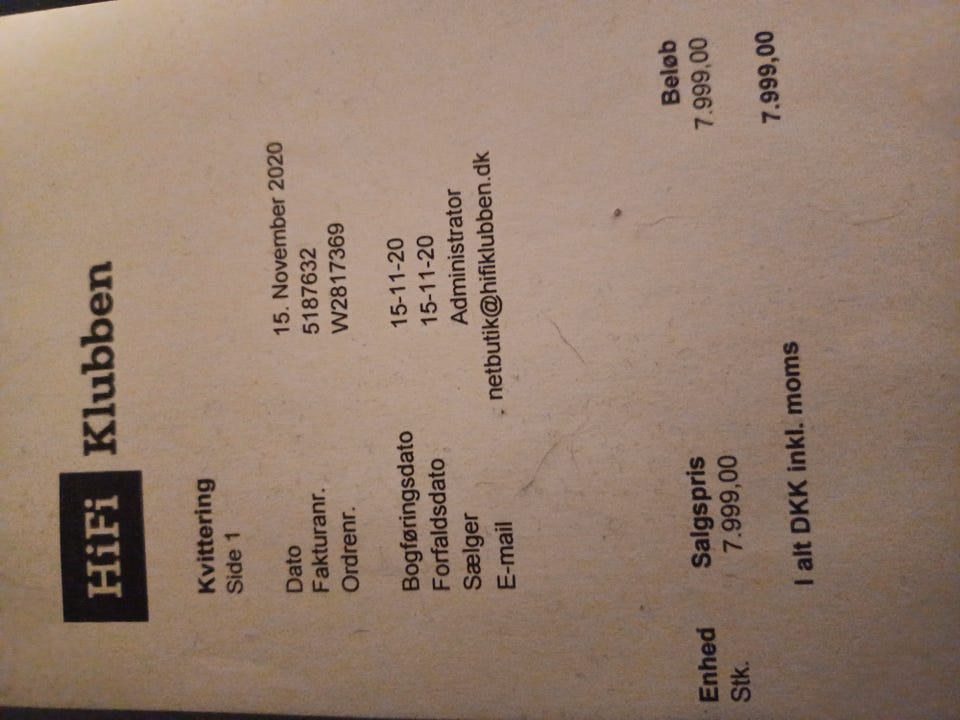 HiFi Klubben
Kvittering
Side 1
Dato 15. November 2020
Fakturanr. 5187632
Ordrenr. W2817369
Bogføringsdato 15-11-20
Forfaldsdato 15-11-20
Sælger Administrator
E-mail netbutik@hifiklubben.dk
Enhed Salgspris Beløb
Stk. 7.999,00 7.999,00
I alt DKK inkl. moms 7.999,00